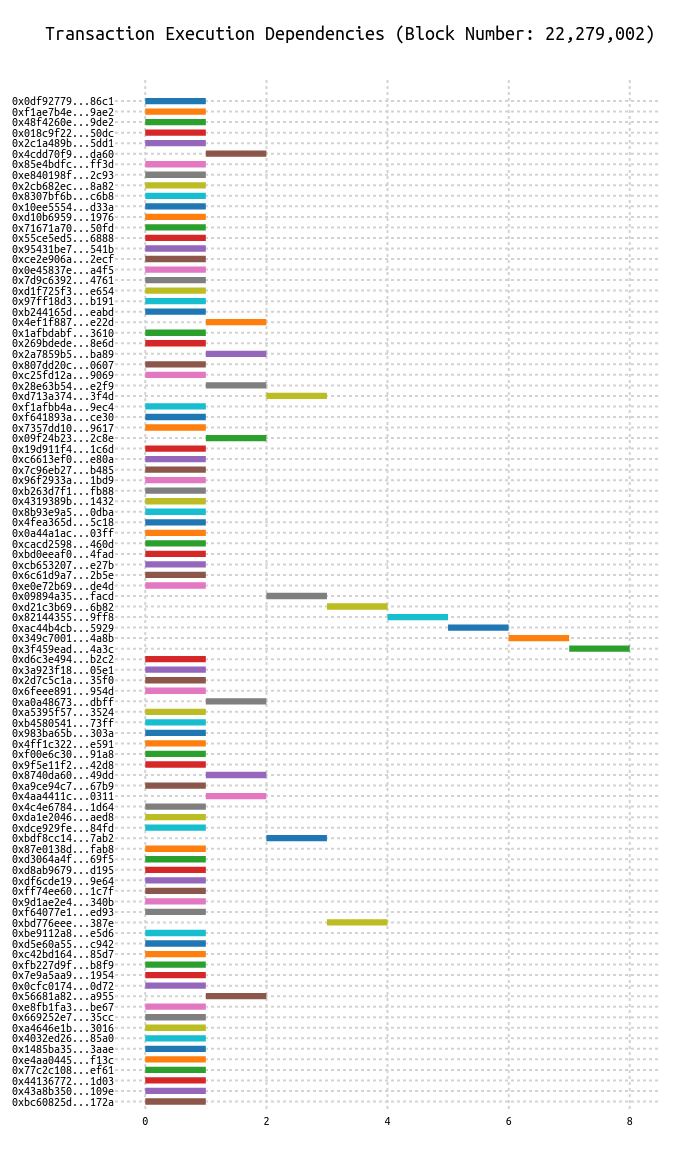 Transaction Execution Dependencies (Block Number: 22,279,002)
0x0df92779...86c1
0xf1ae7b4e...9ae2
0x48f4260e...9de2
0x018c9f22...50dc
0x2c1a489b...5dd1
0x4cdd70f9...da60
0x85e4bdfc...ff3d
0xe840198f...2c93
0x2cb682ec...8a82
0x8307bf6b...c6b8
0x10ee5554...d33a
0xd10b6959...1976
0x71671a70...50fd
0x55ce5ed5...6888
0x95431be7...541b
0xce2e906a...2ecf
0x0e45837e...a4f5
0x7d9c6392...4761
0xd1f725f3...e654
0x97ff18d3...b191
0xb244165d...eabd
0x4ef1f887...e22d
0x1afbdabf...3610
0x269bdede...8e6d
0x2a7859b5...ba89
0x807dd20c...0607
0xc25fd12a...9069
0x28e63b54...e2f9
0xd713a374...3f4d
0xf1afbb4a...9ec4
0xf641893a...ce30
0x7357dd10...9617
0x09f24b23...2c8e
0x19d911f4...1c6d
0xc6613ef0...e80a
0x7c96eb27...b485
0x96f2933a...1bd9
0xb263d7f1...fb88
0x4319389b...1432
0x8b93e9a5...0dba
0x4fea365d...5c18
0x0a44a1ac...03ff
0xcacd2598...460d
0xbd0eeaf0...4fad
0xcb653207...e27b
0x6c61d9a7...2b5e
0xe0e72b69...de4d
0x09894a35...facd
0xd21c3b69...6b82
0x82144355...9ff8
0xac44b4cb...5929
0x349c7001...4a8b
0x3f459ead...4a3c
0xd6c3e494...b2c2
0x3a923f18...05e1
0x2d7c5c1a...35f0
0x6feee891...954d
0xa0a48673...dbff
0xa5395f57...3524
0xb4580541...73ff
0x983ba65b...303a
0x4ff1c322...e591
0xf00e6c30...91a8
0x9f5e11f2...42d8
0x8740da60...49dd
0xa9ce94c7...67b9
0x4aa4411c...0311
0x4c4e6784...1d64
0xda1e2046...aed8
0xdce929fe...84fd
0xbdf8cc14...7ab2
0x87e0138d...fab8
0xd3064a4f...69f5
0xd8ab9679...d195
0xdf6cde19...9e64
0xff74ee60...1c7f
0x9d1ae2e4...340b
0xf64077e1...ed93
0xbd776eee...387e
0xbe9112a8...e5d6
0xd5e60a55...c942
0xc42bd164...85d7
0xfb227d9f...b8f9
0x7e9a5aa9...1954
0x0cfc0174...0d72
0x56681a82...a955
0xe8fb1fa3...be67
0x669252e7...35cc
0xa4646e1b...3016
0x4032ed26...85a0
0x1485ba35...3aae
0xe4aa0445...f13c
0x77c2c108...ef61
0x44136772...1d03
0x43a8b350...109e
0xbc60825d...172a
0 2 4 6 8